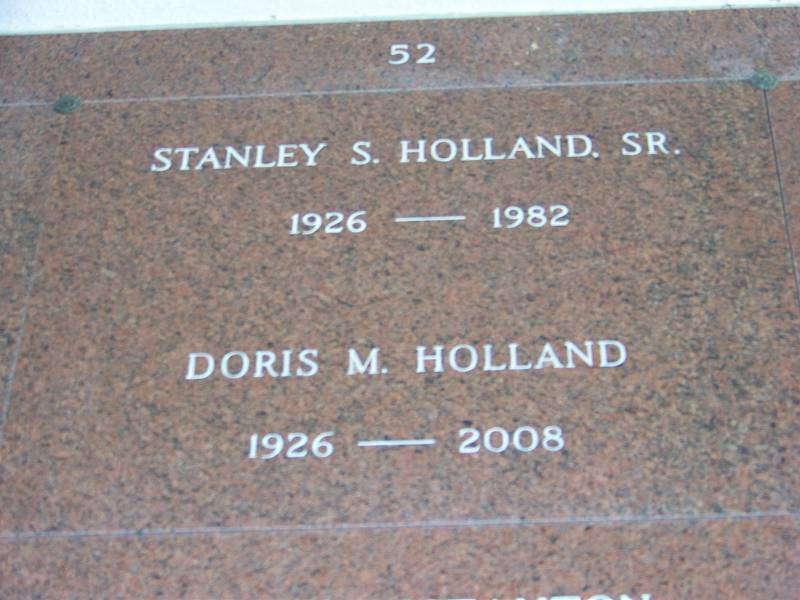 52
STANLEY S. HOLLAND, SR.
1926 — 1982
DORIS M. HOLLAND
1926 — 2008